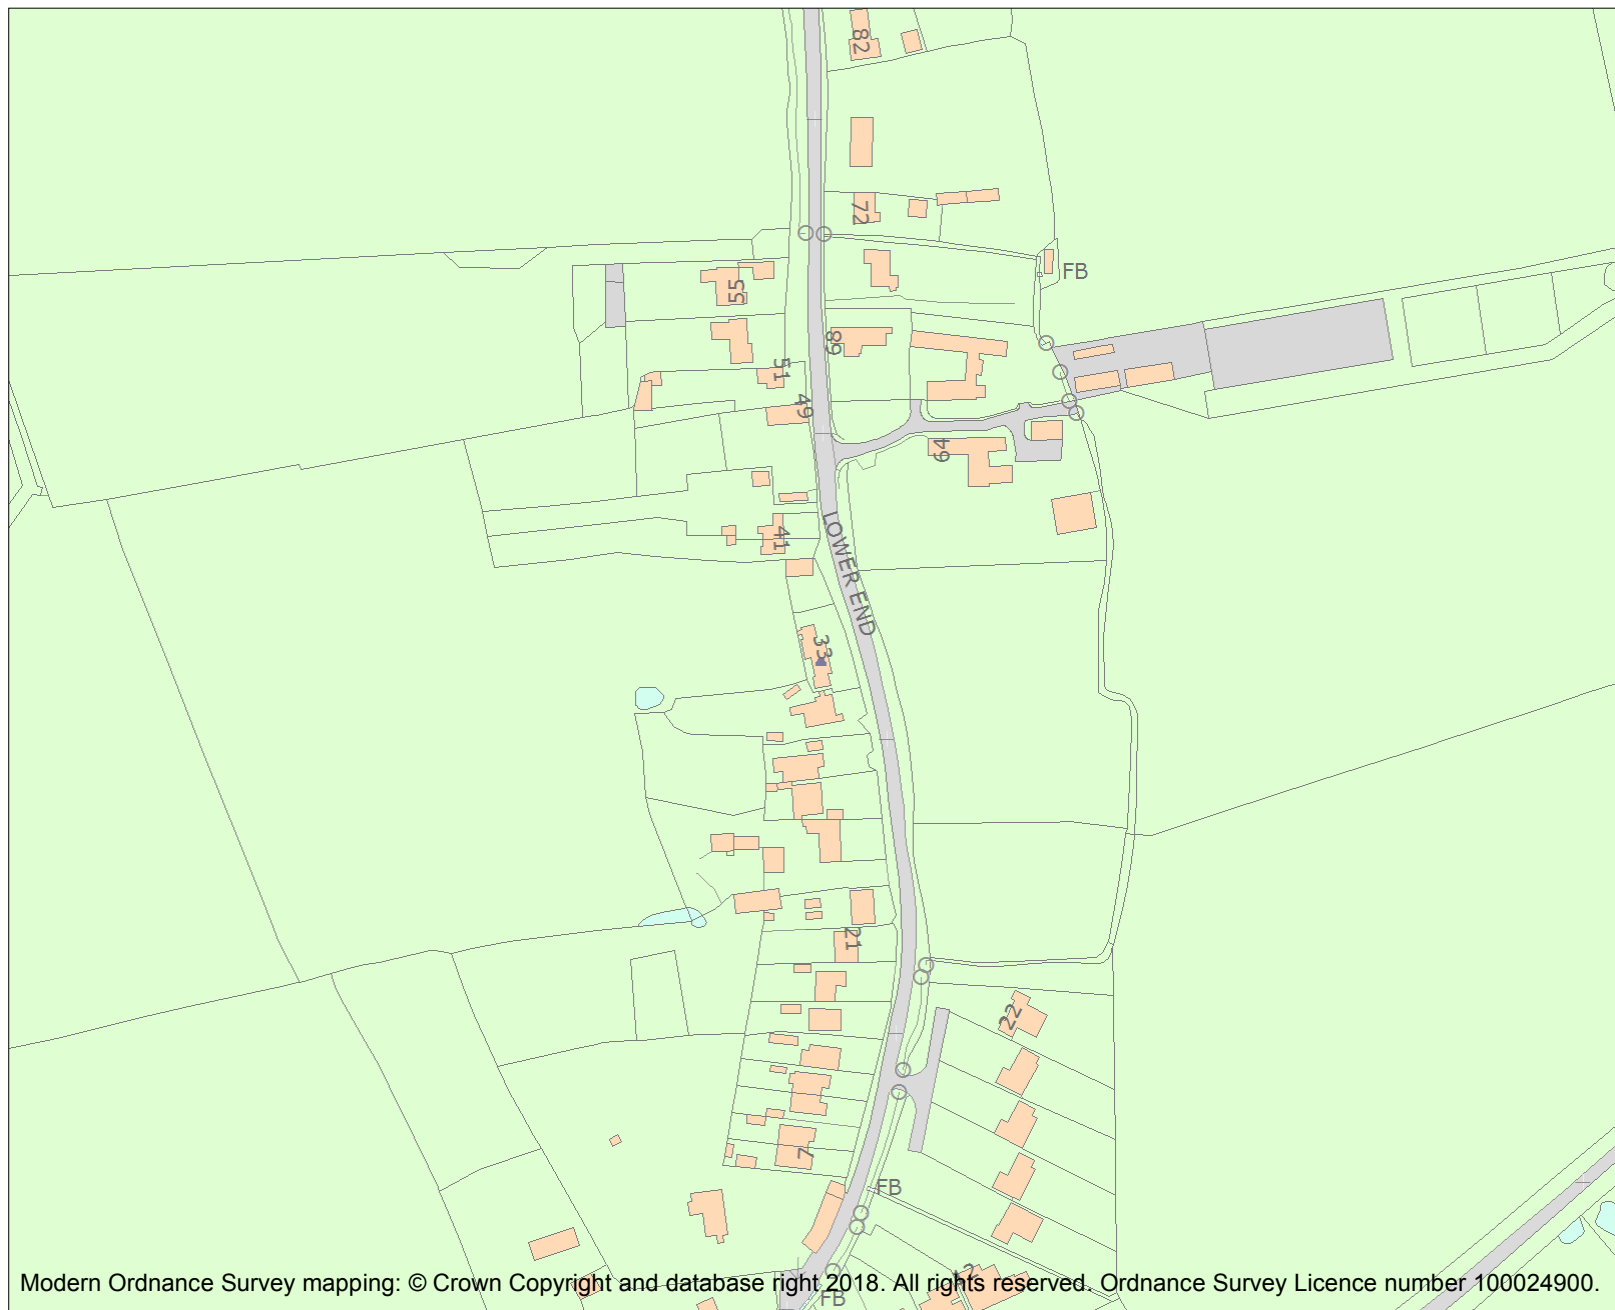 82
72
FB
55
68
51
49
64
41
LOWER END
33
21
22
7
FB
12
Modern Ordnance Survey mapping: © Crown Copyright and database right 2018. All rights reserved. Ordnance Survey Licence number 100024900.
FB